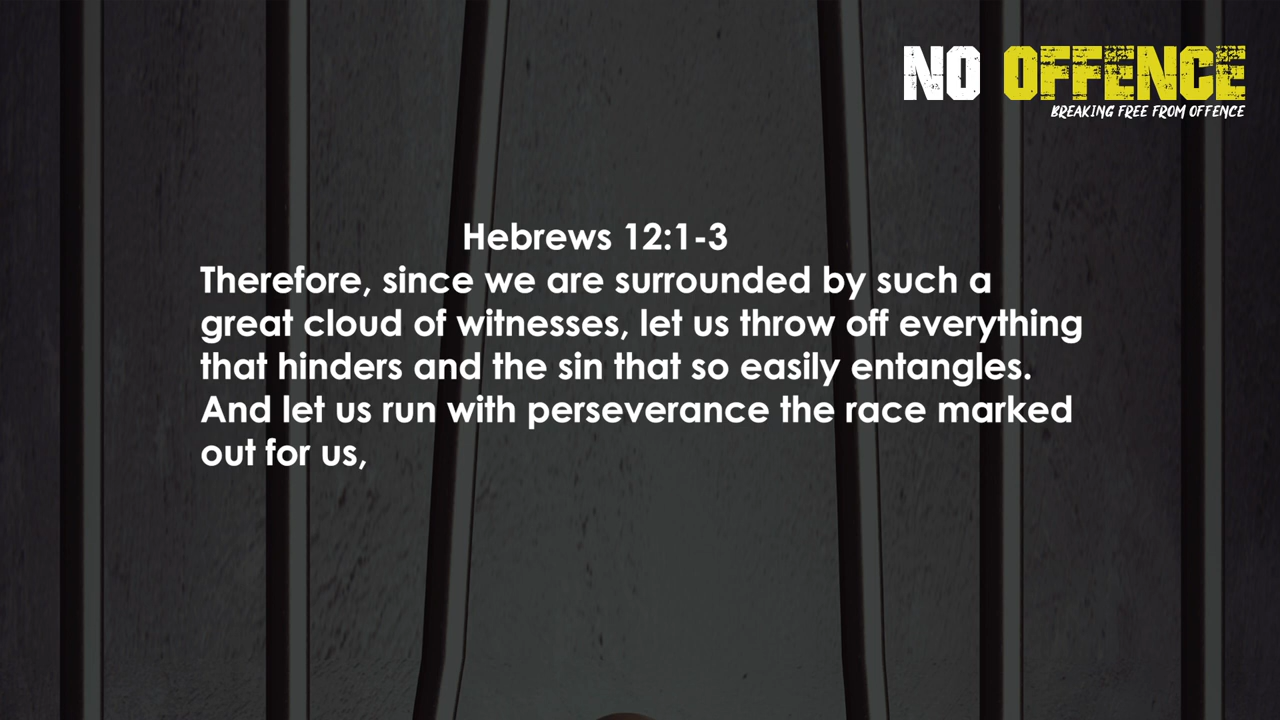 NO OFFENCE
BREAKING FREE FROM OFFENCE
Hebrews 12:1-3
Therefore, since we are surrounded by such a
great cloud of witnesses, let us throw off everything
that hinders and the sin that so easily entangles.
And let us run with perseverance the race marked
out for us,